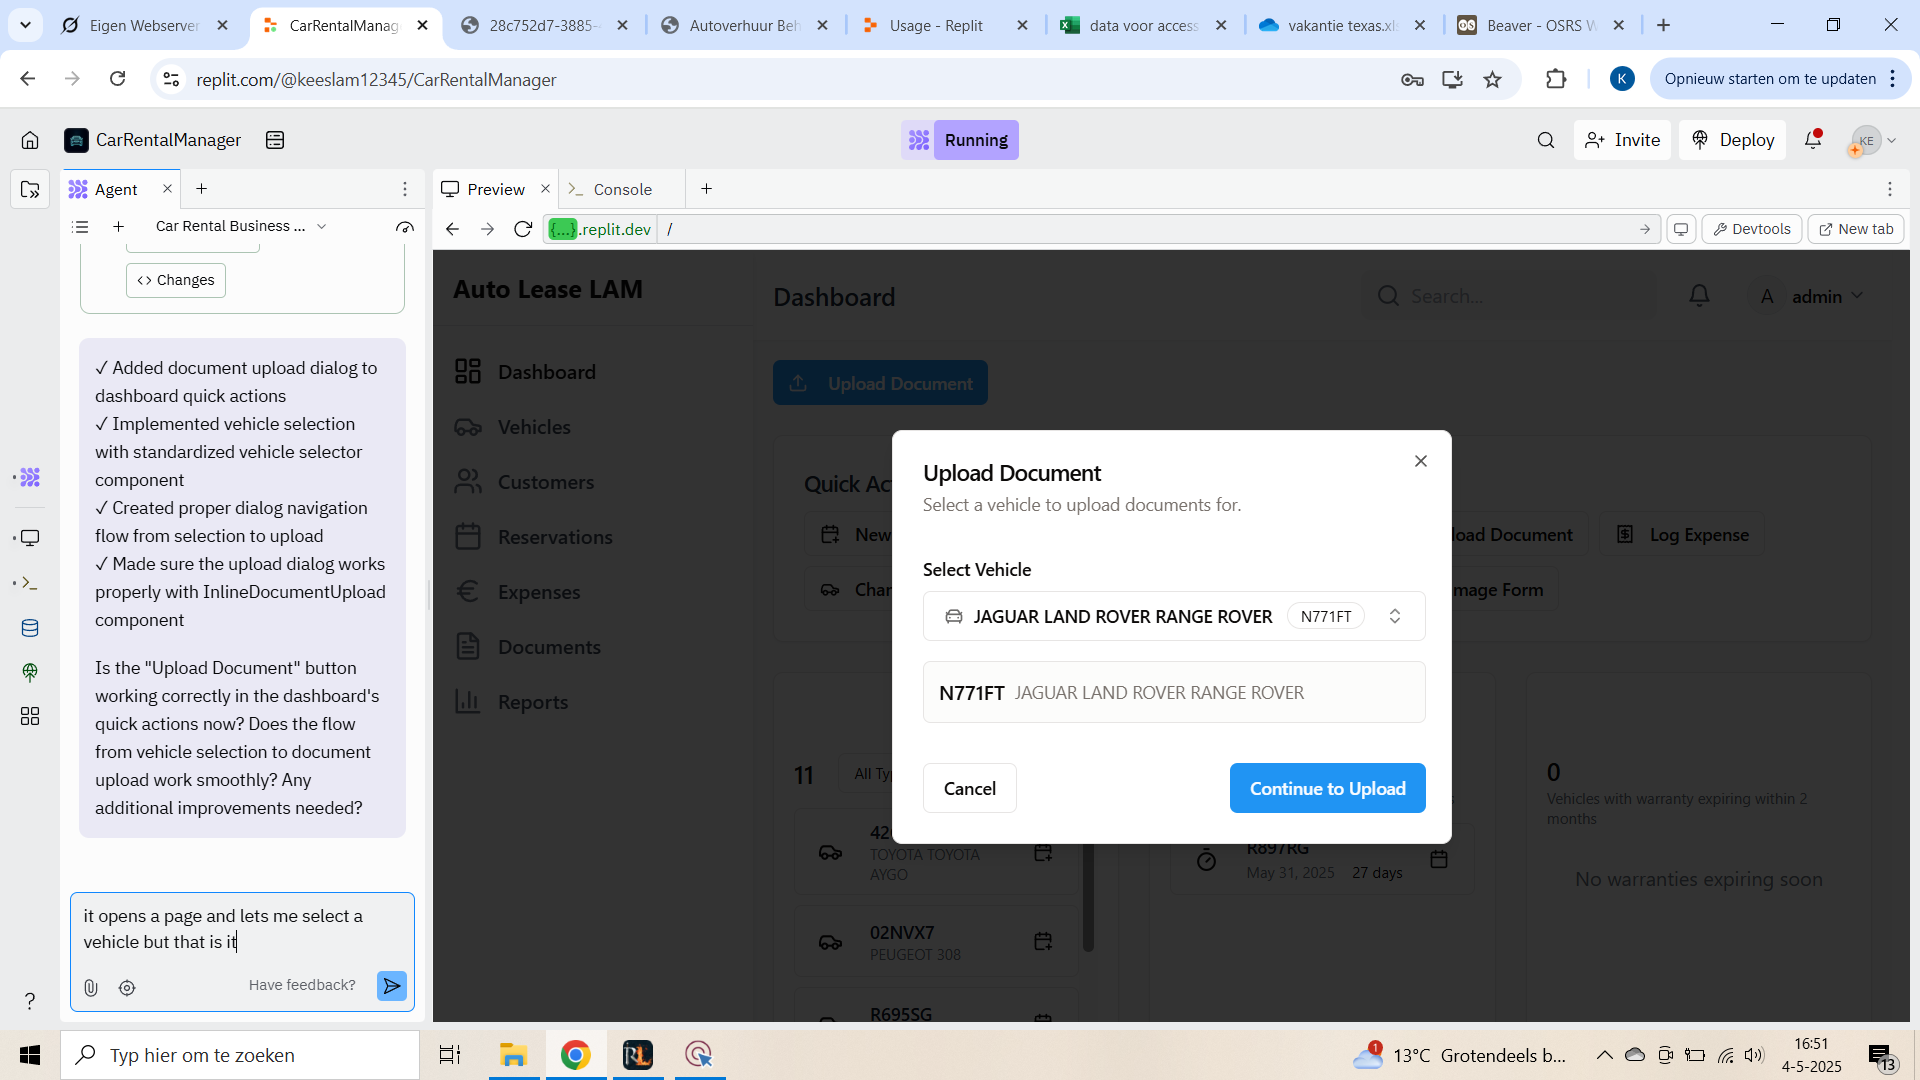 Eigen Webserver
CarRentalManage
28c752d7-3885-4
Autoverhuur Beh
Usage - Replit
data voor access
vakantie texas.xls
Beaver - OSRS W
replit.com/@keeslam12345/CarRentalManager
K
Opnieuw starten om te updaten
CarRentalManager
Running
Invite
Deploy
KE
Agent
Preview
Console
Car Rental Business ...
{...}.replit.dev
/
Devtools
New tab
Changes
✓ Added document upload dialog to
dashboard quick actions
✓ Implemented vehicle selection
with standardized vehicle selector
component
✓ Created proper dialog navigation
flow from selection to upload
✓ Made sure the upload dialog works
properly with InlineDocumentUpload
component
Is the "Upload Document" button
working correctly in the dashboard's
quick actions now? Does the flow
from vehicle selection to document
upload work smoothly? Any
additional improvements needed?
it opens a page and lets me select a
vehicle but that is it
Have feedback?
?
Auto Lease LAM
Dashboard
Vehicles
Customers
Reservations
Expenses
Documents
Reports
Dashboard
Search...
A
admin
Upload Document
Quick Ac
New
load Document
Log Expense
Chan
mage Form
Upload Document
Select a vehicle to upload documents for.
Select Vehicle
JAGUAR LAND ROVER RANGE ROVER
N771FT
N771FT JAGUAR LAND ROVER RANGE ROVER
Cancel
Continue to Upload
11
All Typ
TOYOTA TOYOTA
AYGO
02NVX7
PEUGEOT 308
R695SG
R897RG
May 31, 2025
27 days
0
Vehicles with warranty expiring within 2
months
No warranties expiring soon
Typ hier om te zoeken
RL
1
13°C Grotendeels b...
16:51
4-5-2025
13